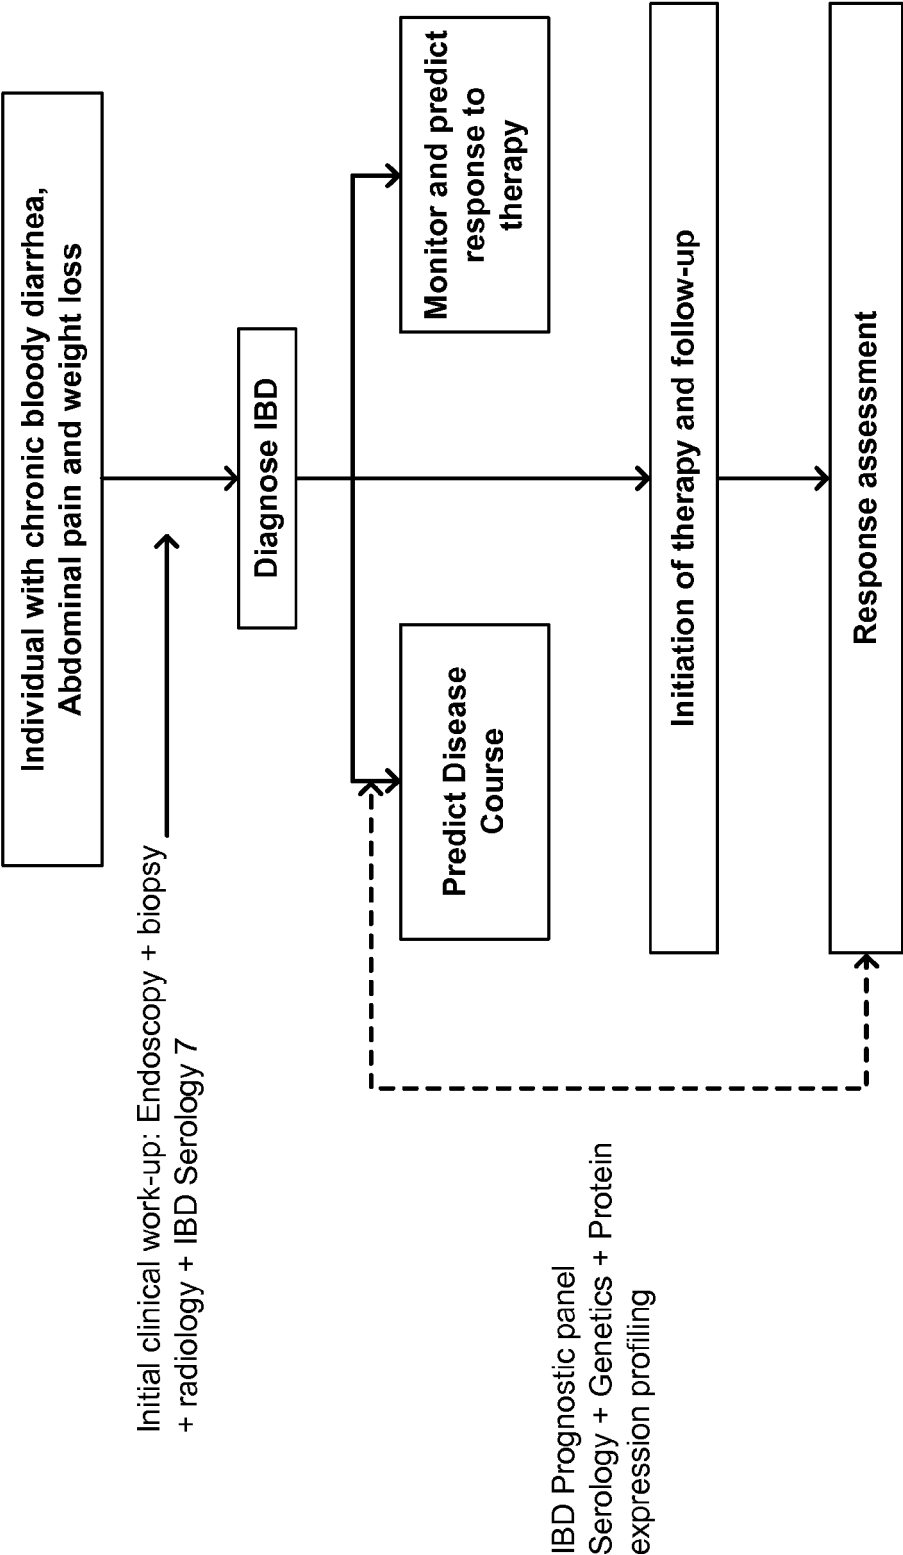 Individual with chronic bloody diarrhea,
Abdominal pain and weight loss
Initial clinical work-up: Endoscopy + biopsy
+ radiology + IBD Serology 7
Diagnose IBD
Predict Disease
Course
Monitor and predict
response to
therapy
IBD Prognostic panel
Serology + Genetics + Protein
expression profiling
Initiation of therapy and follow-up
Response assessment